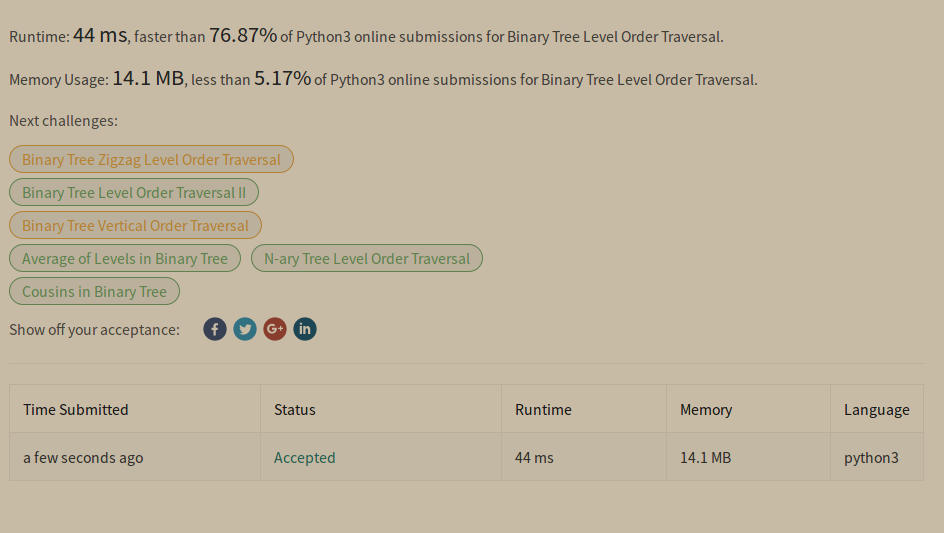 Runtime: 44 ms, faster than 76.87% of Python3 online submissions for Binary Tree Level Order Traversal.
Memory Usage: 14.1 MB, less than 5.17% of Python3 online submissions for Binary Tree Level Order Traversal.
Next challenges:
Binary Tree Zigzag Level Order Traversal
Binary Tree Level Order Traversal II
Binary Tree Vertical Order Traversal
Average of Levels in Binary Tree N-ary Tree Level Order Traversal
Cousins in Binary Tree
Show off your acceptance: f G+ in
Time Submitted Status Runtime Memory Language
a few seconds ago Accepted 44 ms 14.1 MB python3